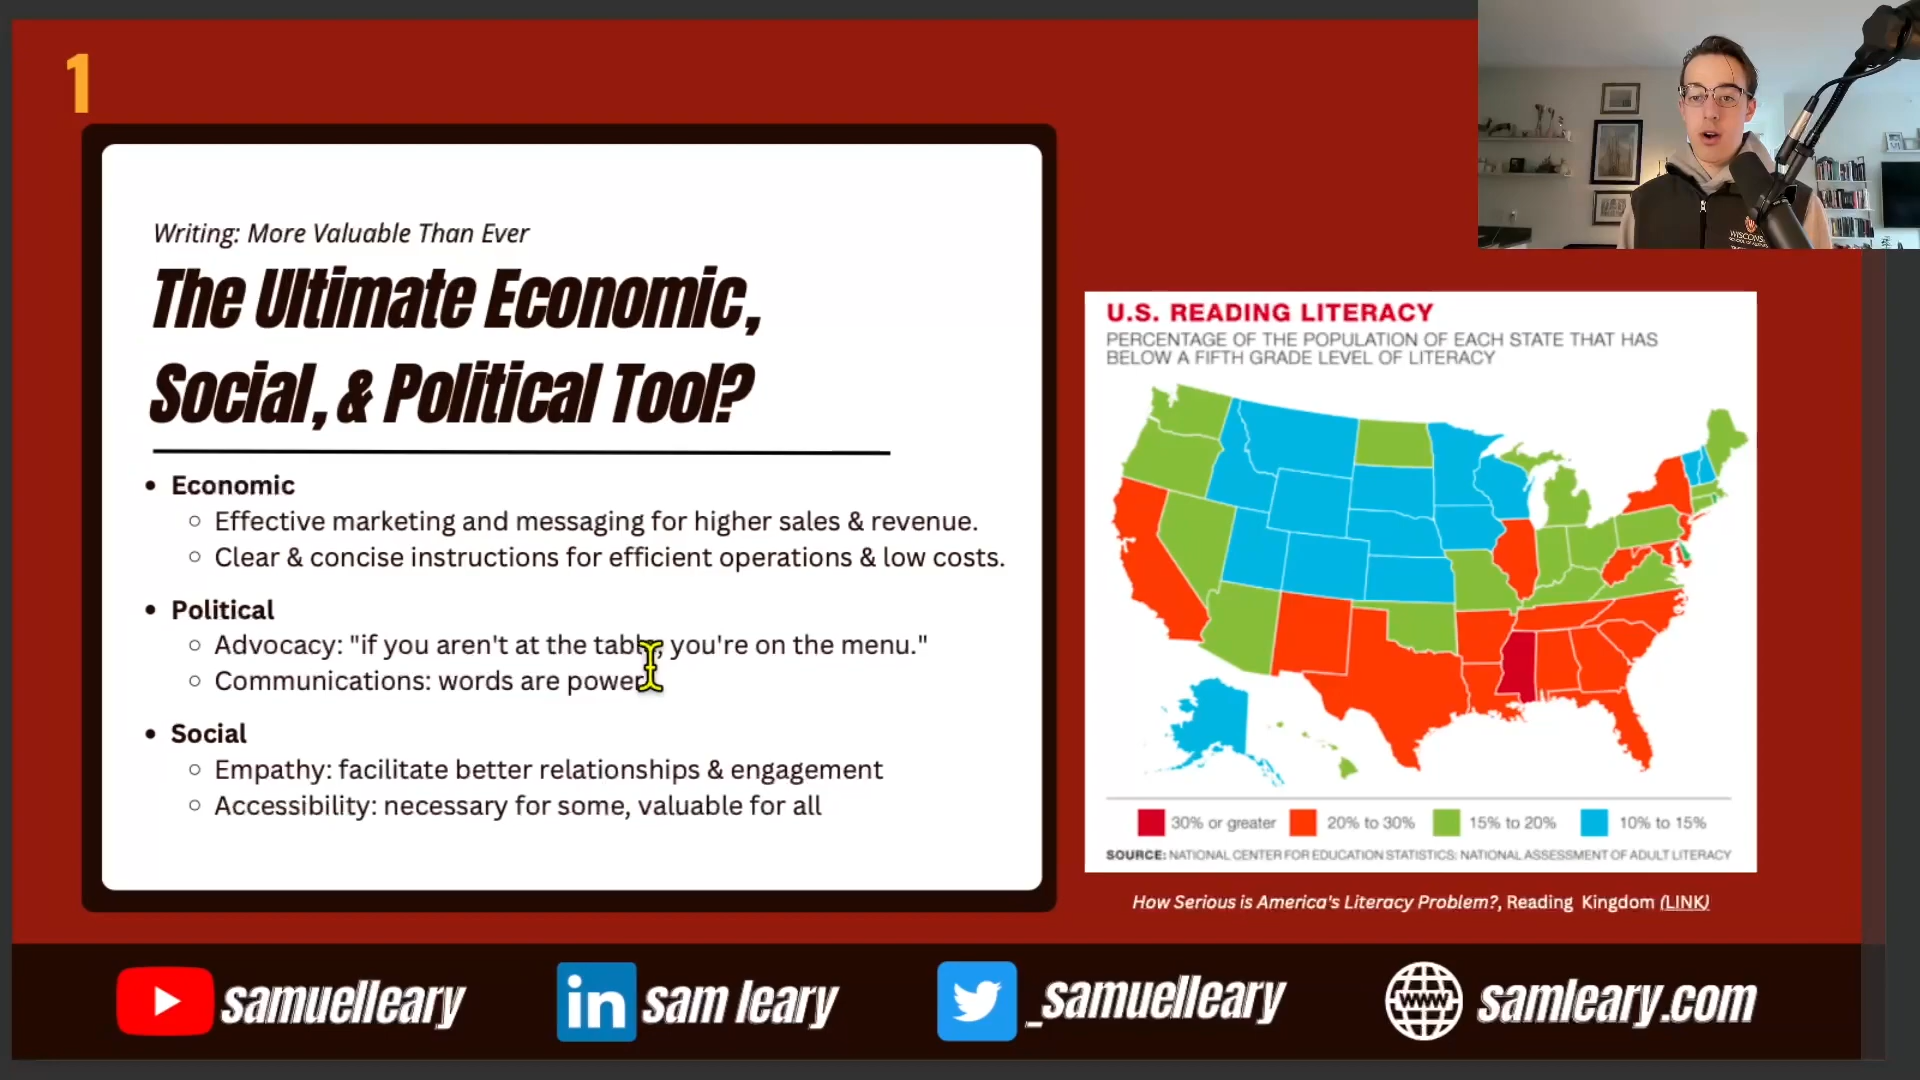 1
Writing: More Valuable Than Ever
The Ultimate Economic,
Social, & Political Tool?
Economic
Effective marketing and messaging for higher sales & revenue.
Clear & concise instructions for efficient operations & low costs.
Political
Advocacy: "if you aren't at the table, you're on the menu."
Communications: words are power
Social
Empathy: facilitate better relationships & engagement
Accessibility: necessary for some, valuable for all
U.S. READING LITERACY
PERCENTAGE OF THE POPULATION OF EACH STATE THAT HAS
BELOW A FIFTH GRADE LEVEL OF LITERACY
30% or greater
20% to 30%
15% to 20%
10% to 15%
SOURCE: NATIONAL CENTER FOR EDUCATION STATISTICS: NATIONAL ASSESSMENT OF ADULT LITERACY
How Serious is America's Literacy Problem?, Reading Kingdom (LINK)
samuelleary
in
sam leary
_samuelleary
www
samleary.com